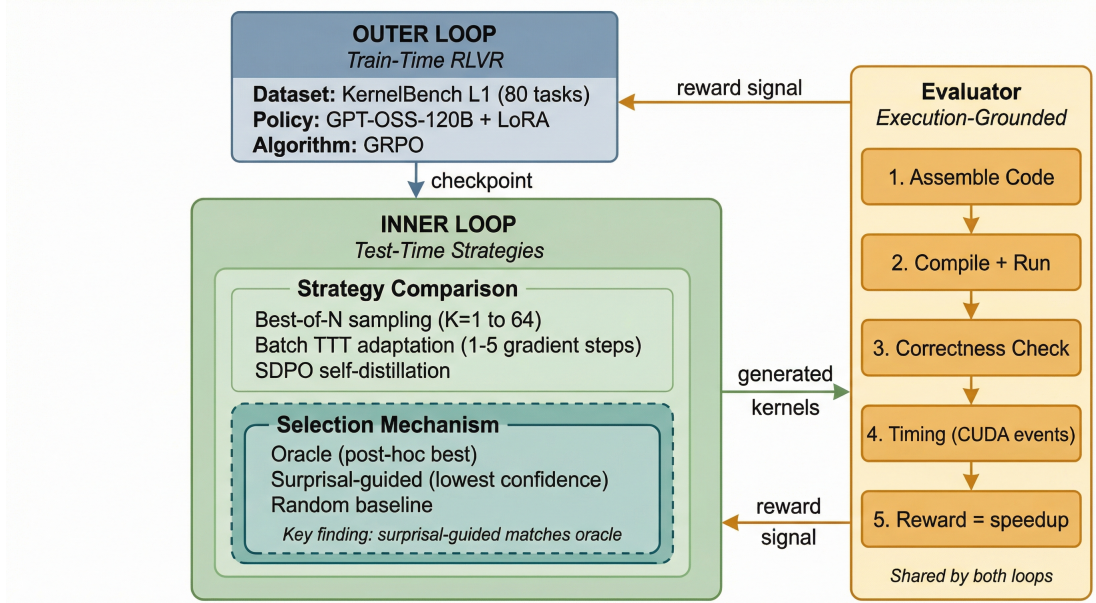 OUTER LOOP
Train-Time RLVR
Dataset: KernelBench L1 (80 tasks)
Policy: GPT-OSS-120B + LoRA
Algorithm: GRPO
checkpoint
INNER LOOP
Test-Time Strategies
Strategy Comparison
Best-of-N sampling (K=1 to 64)
Batch TTT adaptation (1-5 gradient steps)
SDPO self-distillation
Selection Mechanism
Oracle (post-hoc best)
Surprisal-guided (lowest confidence)
Random baseline
Key finding: surprisal-guided matches oracle
reward signal
generated
kernels
reward
signal
Evaluator
Execution-Grounded
1. Assemble Code
2. Compile + Run
3. Correctness Check
4. Timing (CUDA events)
5. Reward = speedup
Shared by both loops